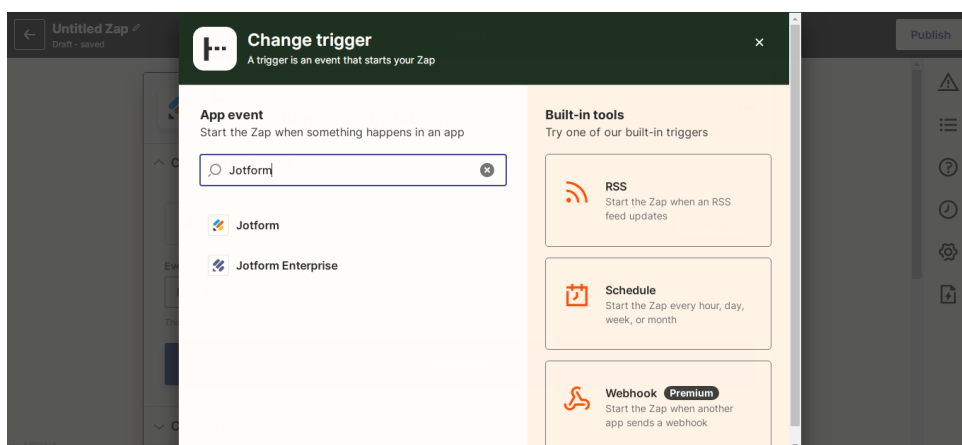 Untitled Zap
Draft - saved
Publish
Change trigger
A trigger is an event that starts your Zap
App event
Start the Zap when something happens in an app
Jotform
Jotform
Jotform Enterprise
Built-in tools
Try one of our built-in triggers
RSS
Start the Zap when an RSS
feed updates
Schedule
Start the Zap every hour, day,
week, or month
Webhook Premium
Start the Zap when another
app sends a webhook